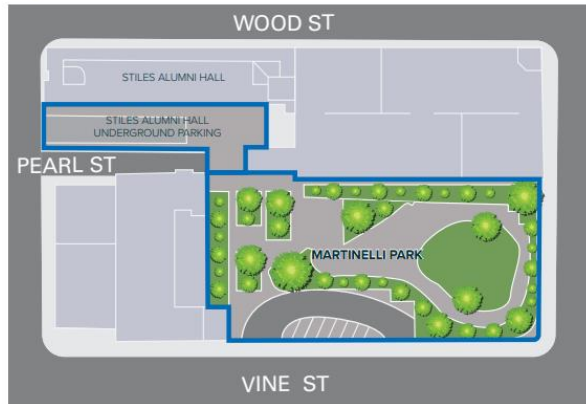 WOOD ST
STILES ALUMNI HALL
STILES ALUMNI HALL
UNDERGROUND PARKING
PEARL ST
MARTINELLI PARK
VINE ST